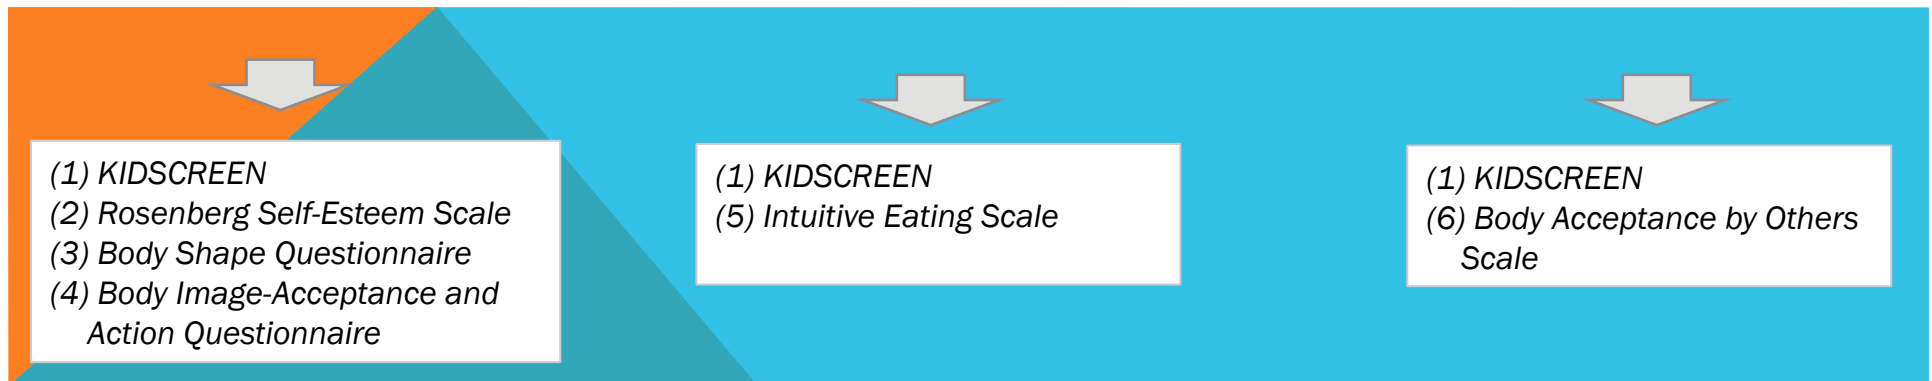 (1) KIDSCREEN
(2) Rosenberg Self-Esteem Scale
(3) Body Shape Questionnaire
(4) Body Image-Acceptance and
Action Questionnaire
(1) KIDSCREEN
(5) Intuitive Eating Scale
(1) KIDSCREEN
(6) Body Acceptance by Others
Scale